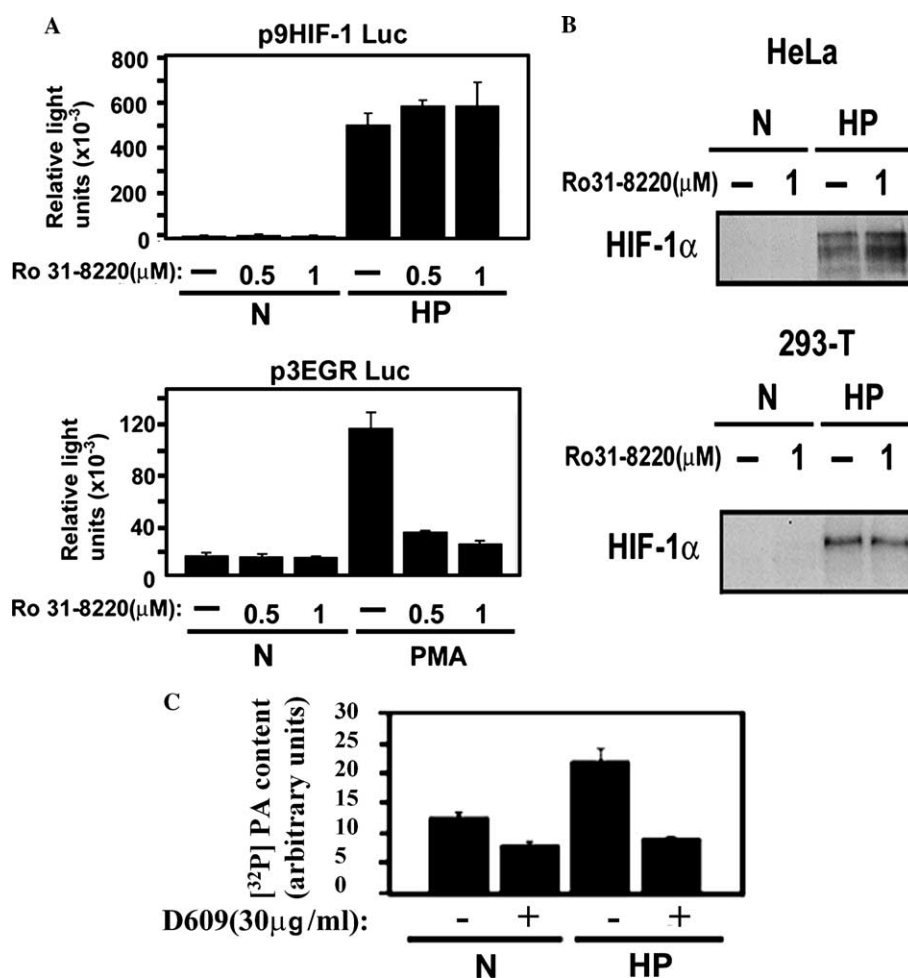 A
p9HIF-1 Luc
Relative light
units (x10-3)
800
600
400
200
0
Ro 31-8220(μM): — 0.5 1 — 0.5 1
N HP
p3EGR Luc
Relative light
units (x10-3)
120
80
40
0
Ro 31-8220(μM): — 0.5 1 — 0.5 1
N PMA
B
HeLa
N HP
Ro31-8220(μM) — 1 — 1
HIF-1α
293-T
N HP
Ro31-8220(μM) — 1 — 1
HIF-1α
C
[32P] PA content
(arbitrary units)
30
25
20
15
10
5
0
D609(30μg/ml): - + - +
N HP